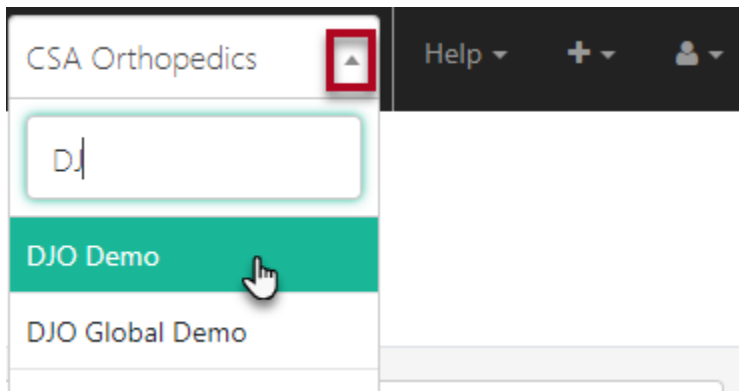 CSA Orthopedics
Help
DJ
DJO Demo
DJO Global Demo